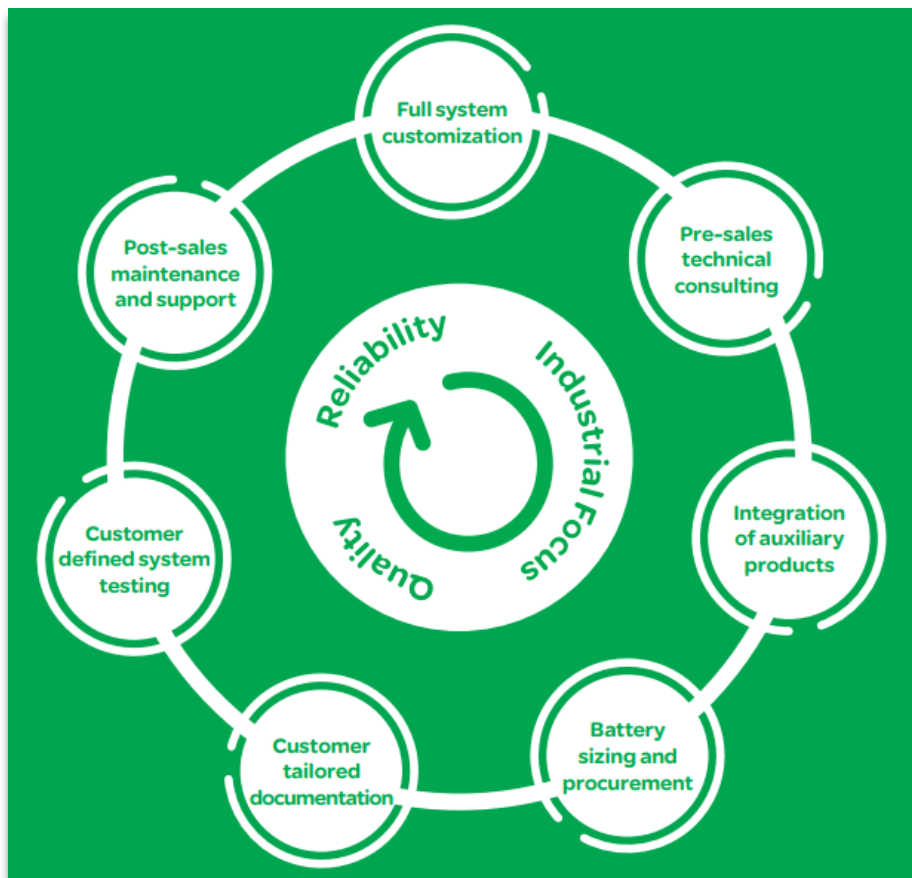 Full system
customization
Pre-sales
technical
consulting
Integration
of auxiliary
products
Battery
sizing and
procurement
Customer
tailored
documentation
Customer
defined system
testing
Post-sales
maintenance
and support
Reliability
Industrial Focus
Quality